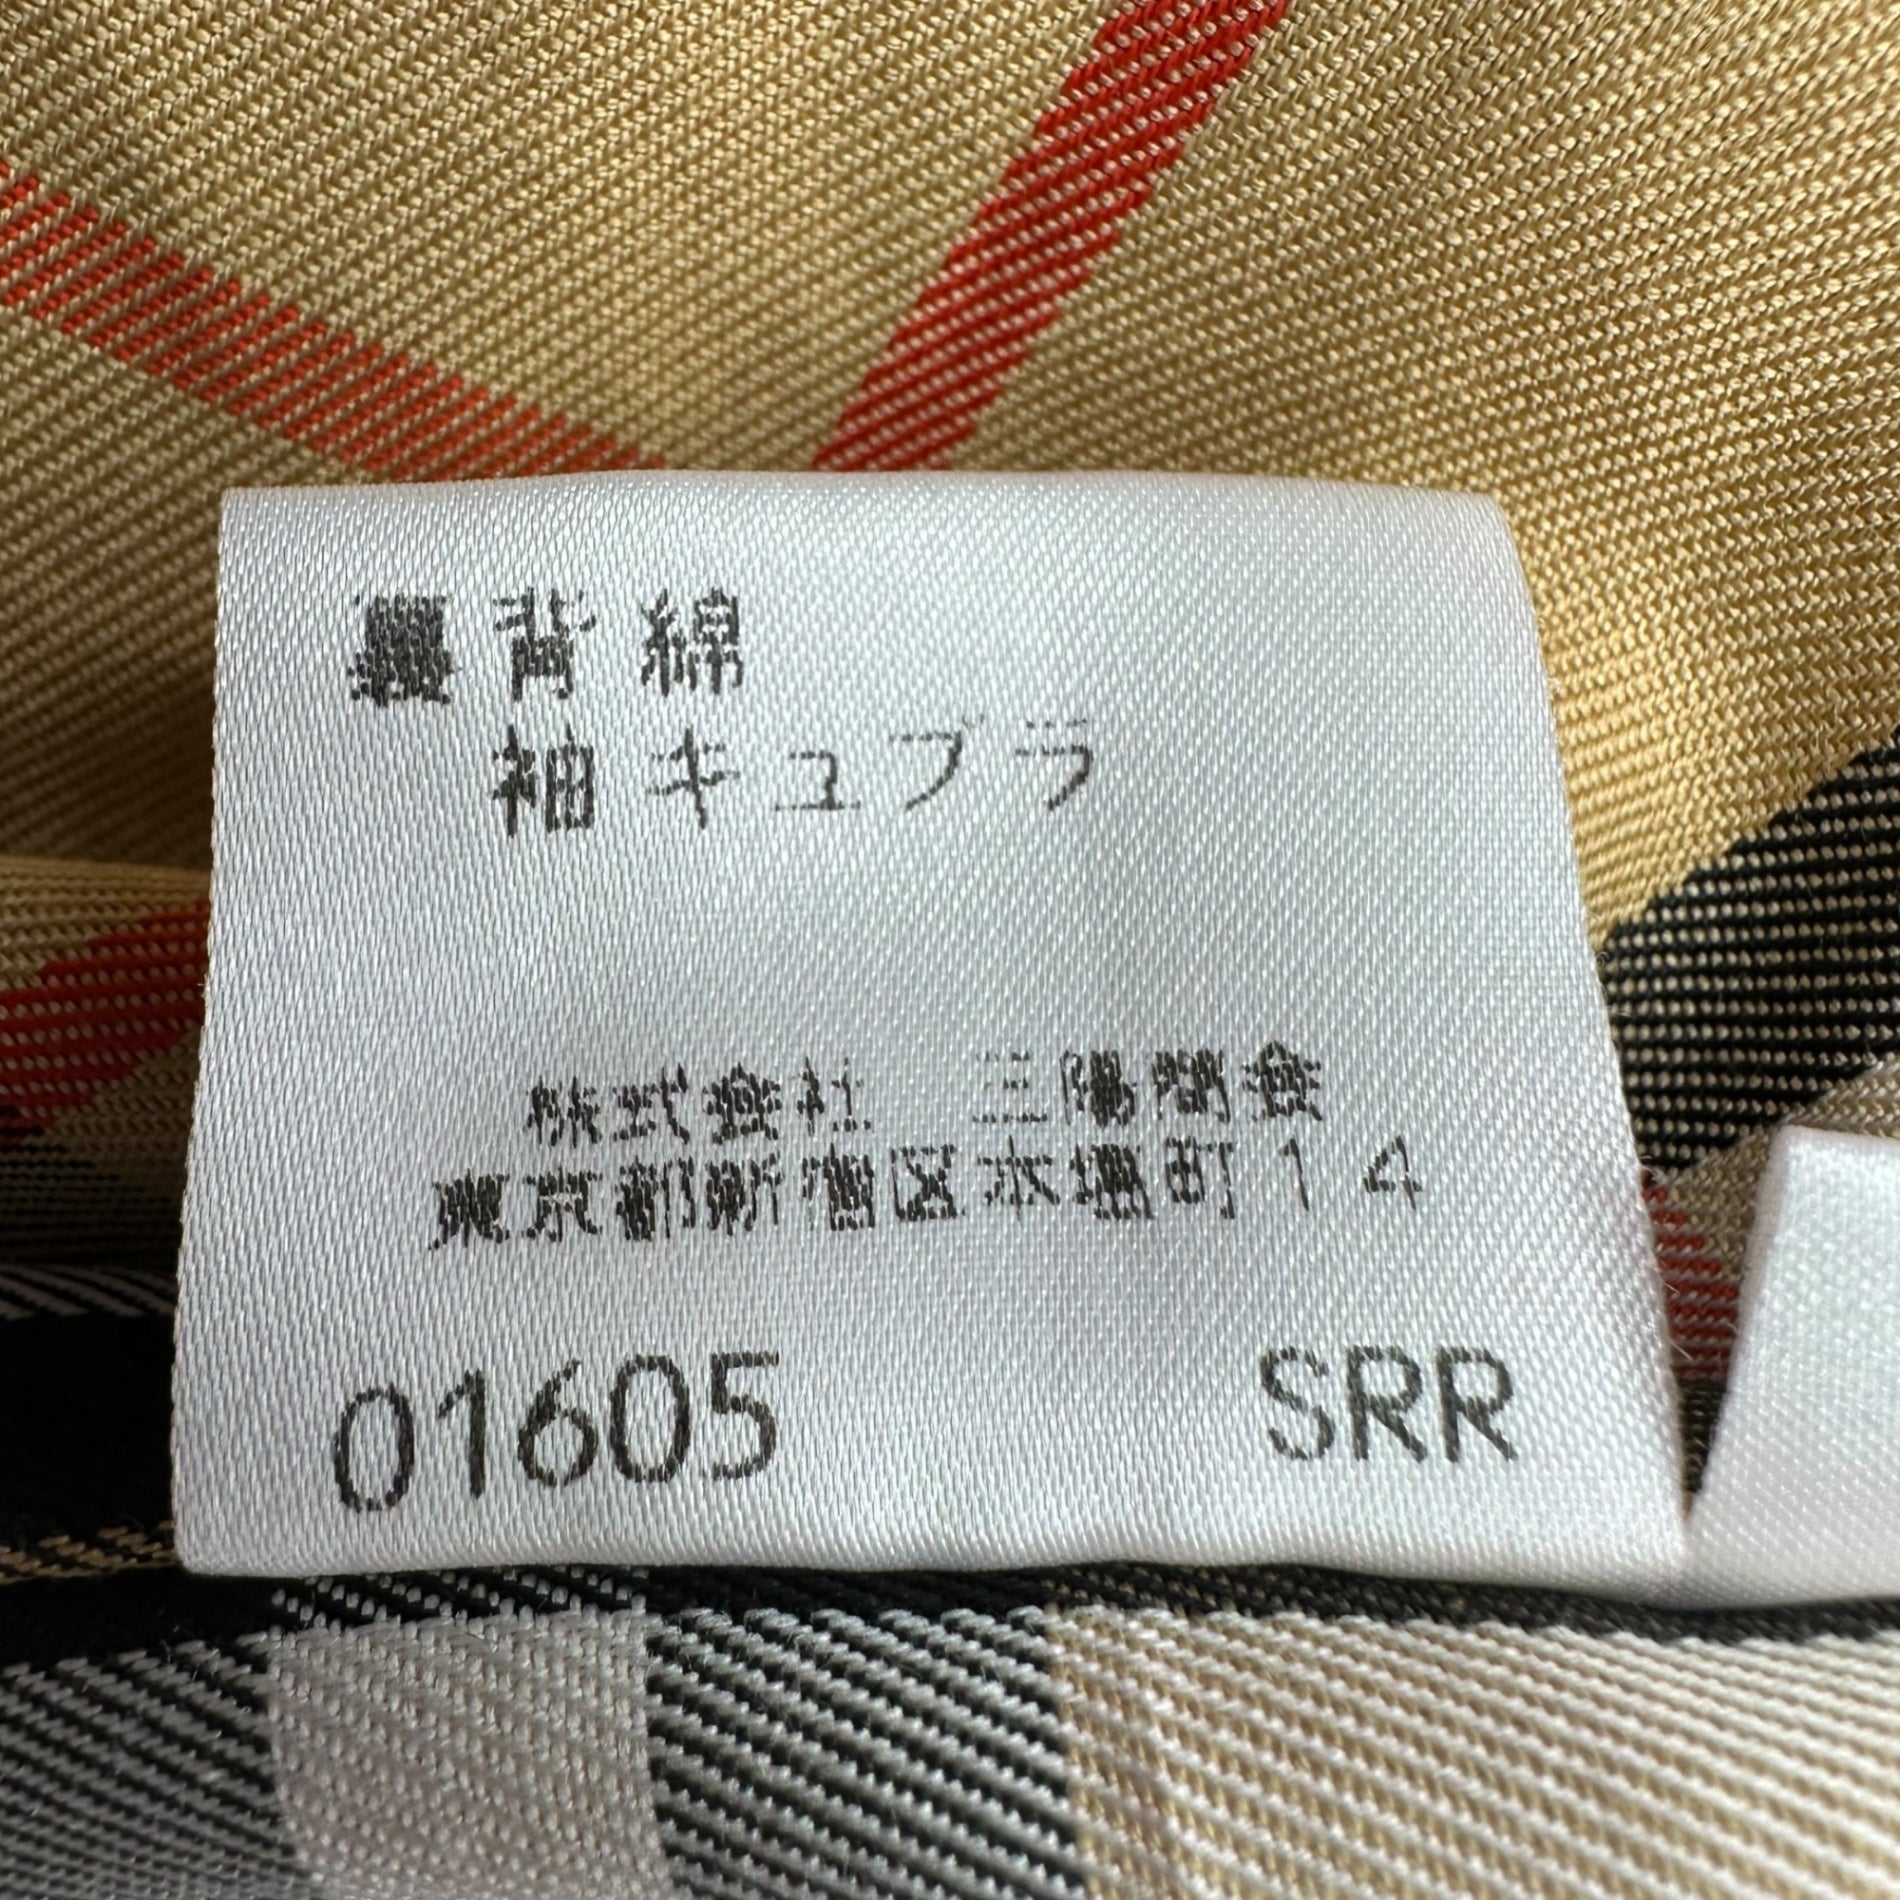 裏背綿
袖キュプラ
株式会社 三陽商会
東京都新宿区本塩町14
01605 SRR